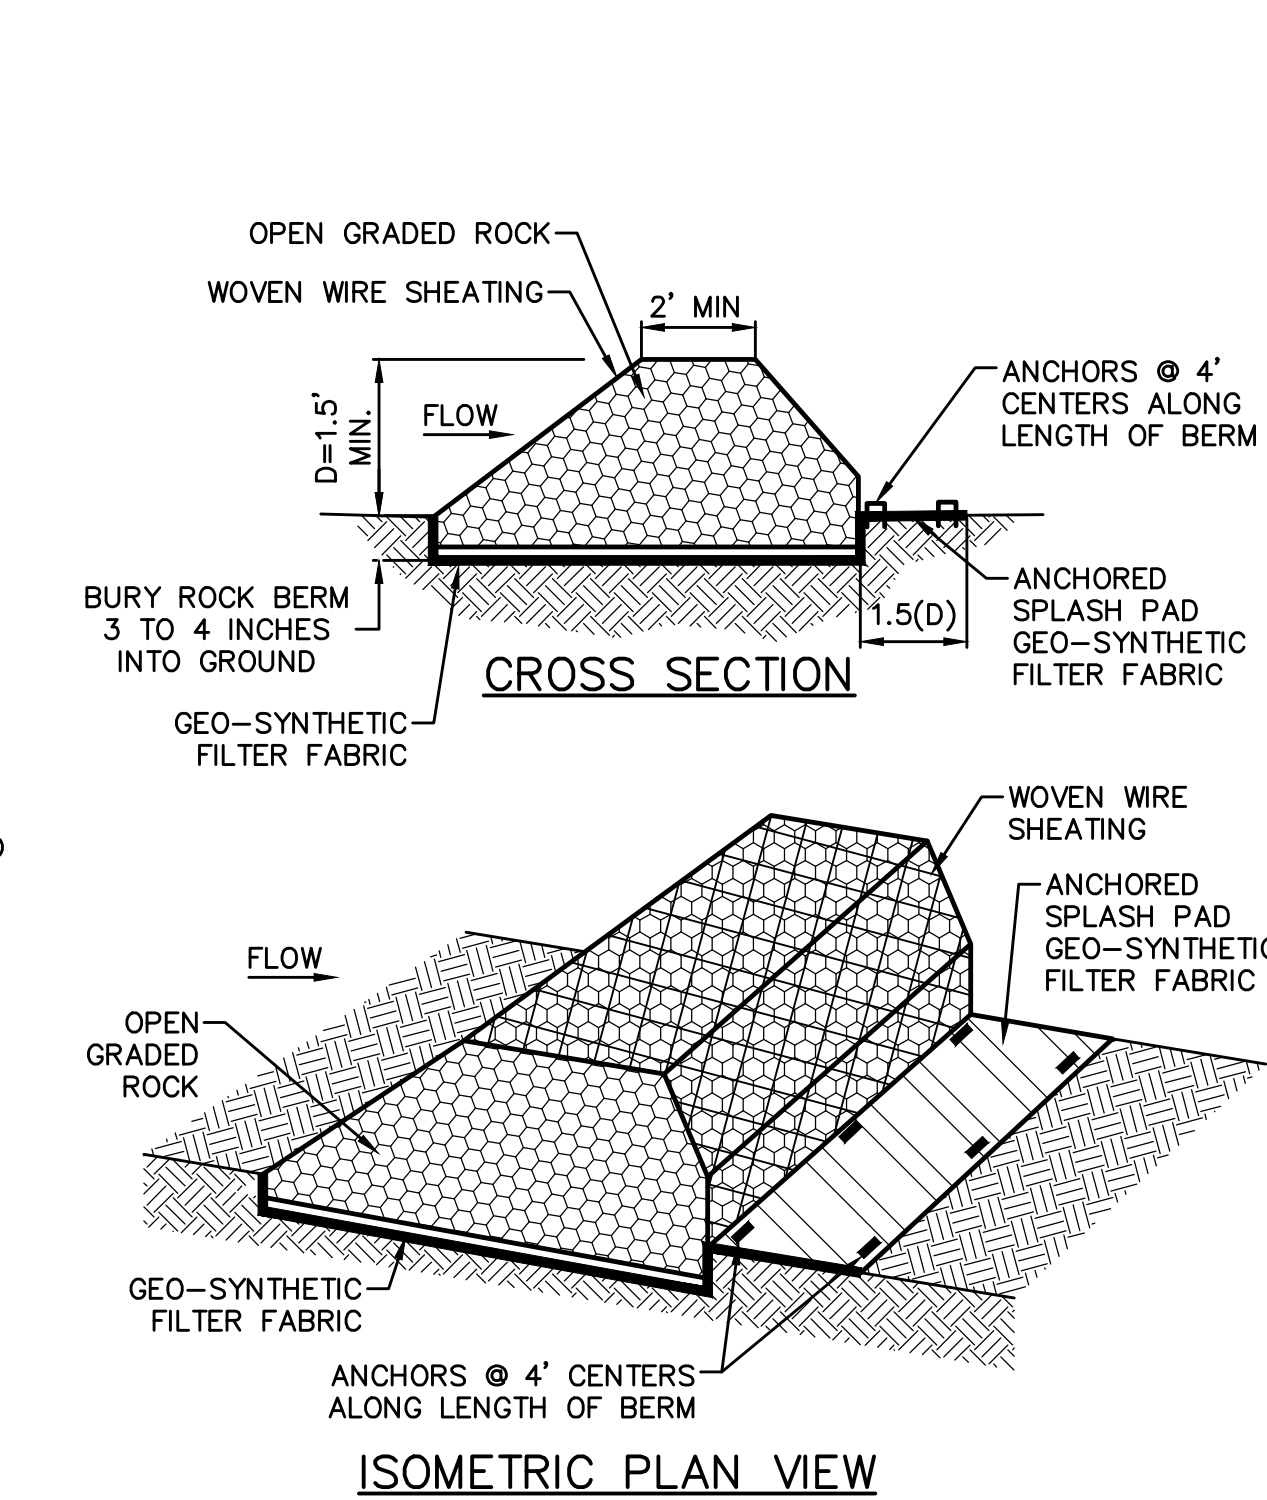 OPEN GRADED ROCK
WOVEN WIRE SHEATING
2' MIN
D=1.5'
MIN.
FLOW
ANCHORS @ 4'
CENTERS ALONG
LENGTH OF BERM
BURY ROCK BERM
3 TO 4 INCHES
INTO GROUND
ANCHORED
SPLASH PAD
GEO-SYNTHETIC
FILTER FABRIC
1.5(D)
CROSS SECTION
GEO-SYNTHETIC
FILTER FABRIC
WOVEN WIRE
SHEATING
ANCHORED
SPLASH PAD
GEO-SYNTHETIC
FILTER FABRIC
FLOW
OPEN
GRADED
ROCK
GEO-SYNTHETIC
FILTER FABRIC
ANCHORS @ 4' CENTERS
ALONG LENGTH OF BERM
ISOMETRIC PLAN VIEW